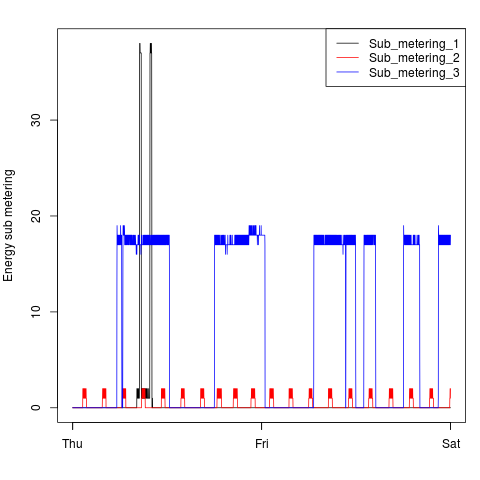 Sub_metering_1
Sub_metering_2
Sub_metering_3
Energy sub metering
30
20
10
0
Thu
Fri
Sat